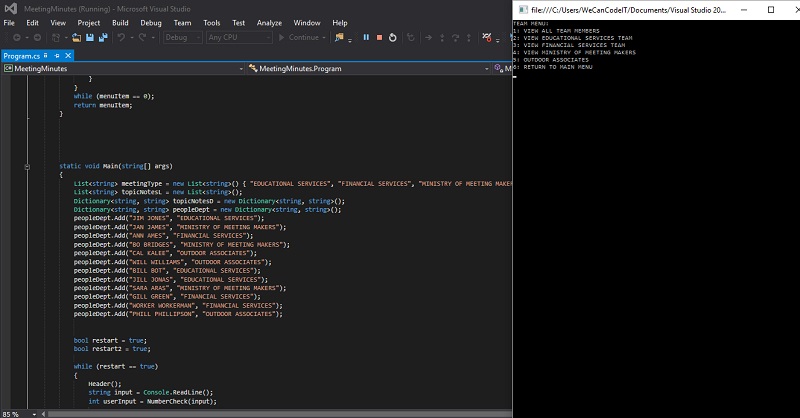 MeetingMinutes (Running) - Microsoft Visual Studio
File Edit View Project Build Debug Team Tools Test Analyze Window Help
Debug Any CPU Continue
Program.cs
MeetingMinutes MeetingMinutes.Program
}
}
while (menuItem == 0);
return menuItem;
}
static void Main(string[] args)
{
List<string> meetingType = new List<string>() { "EDUCATIONAL SERVICES", "FINANCIAL SERVICES", "MINISTRY OF MEETING MAKERS
List<string> topicNotesL = new List<string>();
Dictionary<string, string> topicNotesD = new Dictionary<string, string>();
Dictionary<string, string> peopleDept = new Dictionary<string, string>();
peopleDept.Add("JIM JONES", "EDUCATIONAL SERVICES");
peopleDept.Add("JAN JAMES", "MINISTRY OF MEETING MAKERS");
peopleDept.Add("ANN AMES", "FINANCIAL SERVICES");
peopleDept.Add("BO BRIDGES", "MINISTRY OF MEETING MAKERS");
peopleDept.Add("CAL KALEE", "OUTDOOR ASSOCIATES");
peopleDept.Add("WILL WILLIAMS", "OUTDOOR ASSOCIATES");
peopleDept.Add("BILL BOT", "EDUCATIONAL SERVICES");
peopleDept.Add("JILL JONAS", "EDUCATIONAL SERVICES");
peopleDept.Add("SARA ARAS", "MINISTRY OF MEETING MAKERS");
peopleDept.Add("GILL GREEN", "FINANCIAL SERVICES");
peopleDept.Add("WORKER WORKERMAN", "FINANCIAL SERVICES");
peopleDept.Add("PHILL PHILLIPSON", "OUTDOOR ASSOCIATES");
bool restart = true;
bool restart2 = true;
while (restart == true)
{
Header();
string input = Console.ReadLine();
int userInput = NumberCheck(input);
85 %
file:///C:/Users/WeCanCodeIT/Documents/Visual Studio 20...
TEAM MENU:
1: VIEW ALL TEAM MEMBERS
2: VIEW EDUCATIONAL SERVICES TEAM
3: VIEW FINANCIAL SERVICES TEAM
4: VIEW MINISTRY OF MEETING MAKERS
5: OUTDOOR ASSOCIATES
6: RETURN TO MAIN MENU